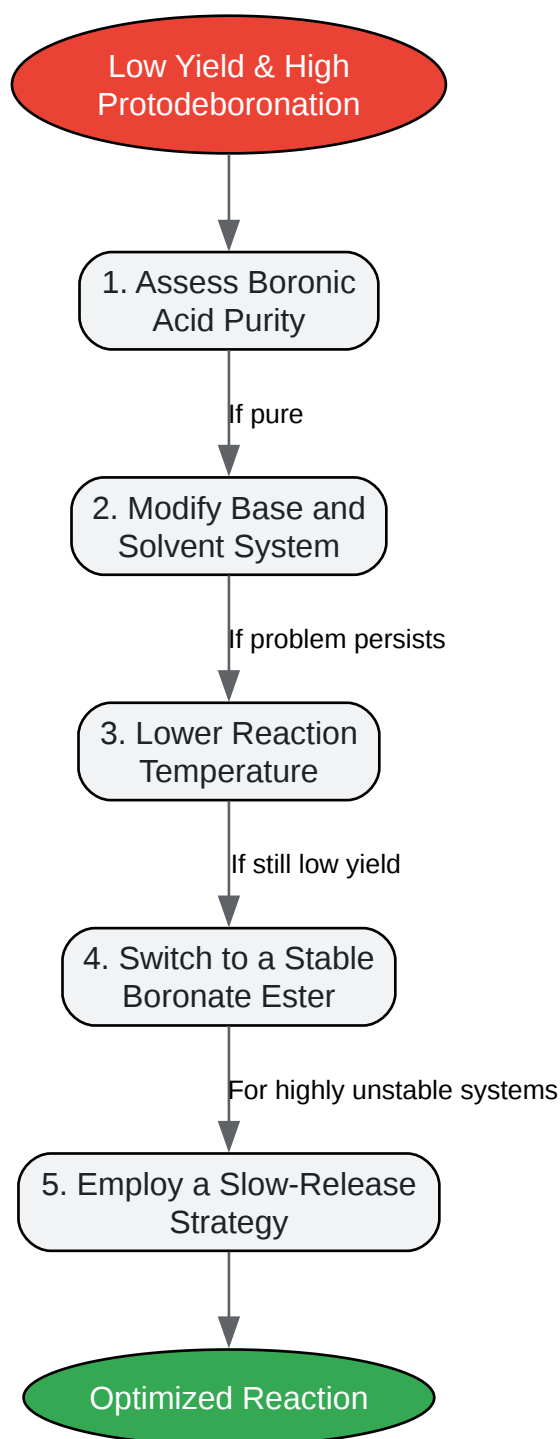 Low Yield & High
Protodeboronation
1. Assess Boronic
Acid Purity
If pure
2. Modify Base and
Solvent System
If problem persists
3. Lower Reaction
Temperature
If still low yield
4. Switch to a Stable
Boronate Ester
For highly unstable systems
5. Employ a Slow-Release
Strategy
Optimized Reaction